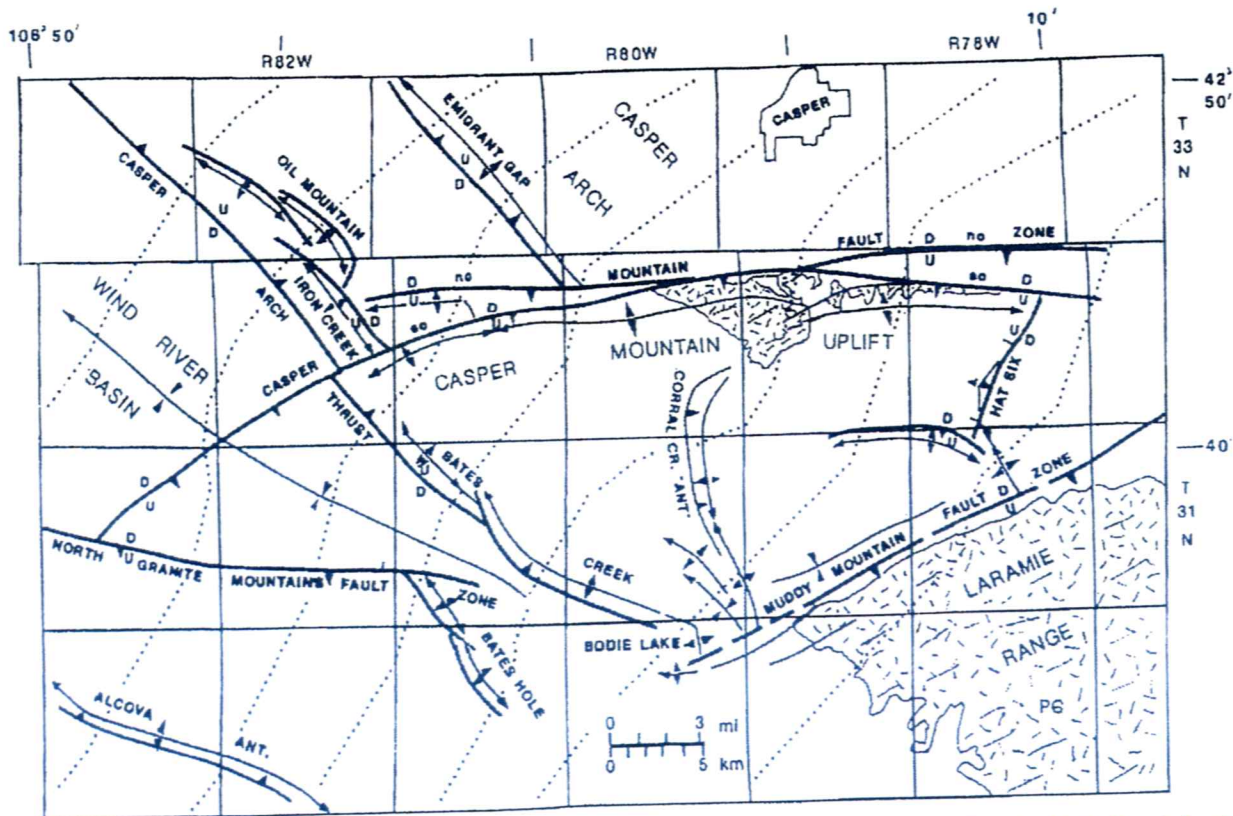 106° 50'
R82W
R80W
R78W
10'
42°
50'
T
33
N
CASPER
EMIGRANT GAP
CASPER
ARCH
OIL MOUNTAIN
CASPER
U
D
U
D
FAULT
D
U
no
ZONE
WIND
RIVER
BASIN
ARCH
IRON CREEK
D
U
no
MOUNTAIN
so
D
U
U D
so
D
U
CASPER
MOUNTAIN
UPLIFT
U
D
HAT SIX
CASPER
THRUST
CORRAL CR. ANT
D
U
40'
BATES
U
D
D
U
D
U
NORTH
GRANITE
MOUNTAINS
FAULT
ZONE
CREEK
MUDDY
MOUNTAIN
FAULT
D
U
ZONE
T
31
N
LARAMIE
RANGE
P6
BODIE LAKE
BATES HOLE
ALCOVA
ANT.
0 3 mi
0 5 km